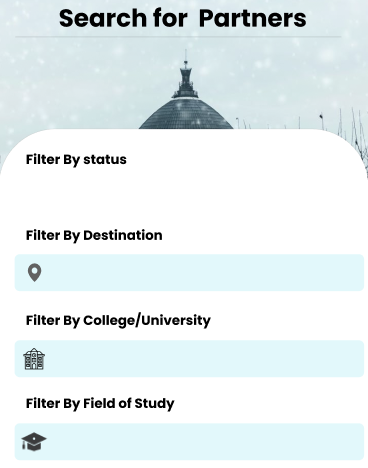 Search for Partners
Filter By status
Filter By Destination
Filter By College/University
Filter By Field of Study